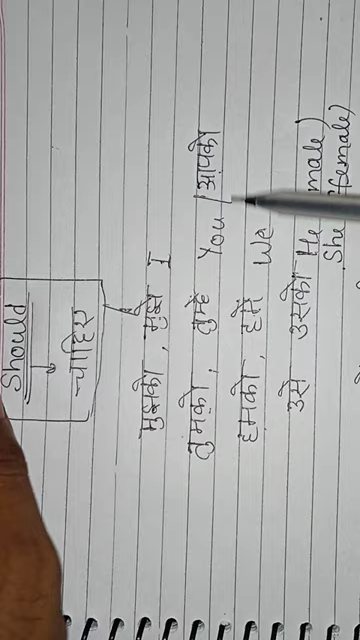 Should
चाहिए
मुझको, मुझे I
तुमको, तुम्हें You / आपको
हमको, हमें We
उसे उसको He male)
She (female)